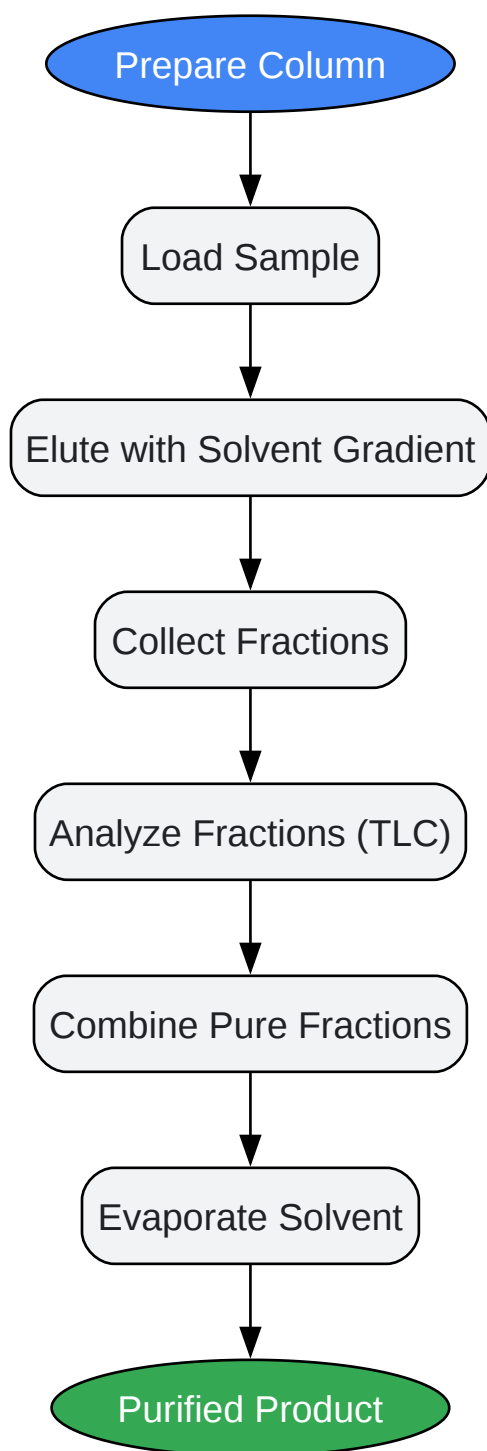 Prepare Column
Load Sample
Elute with Solvent Gradient
Collect Fractions
Analyze Fractions (TLC)
Combine Pure Fractions
Evaporate Solvent
Purified Product